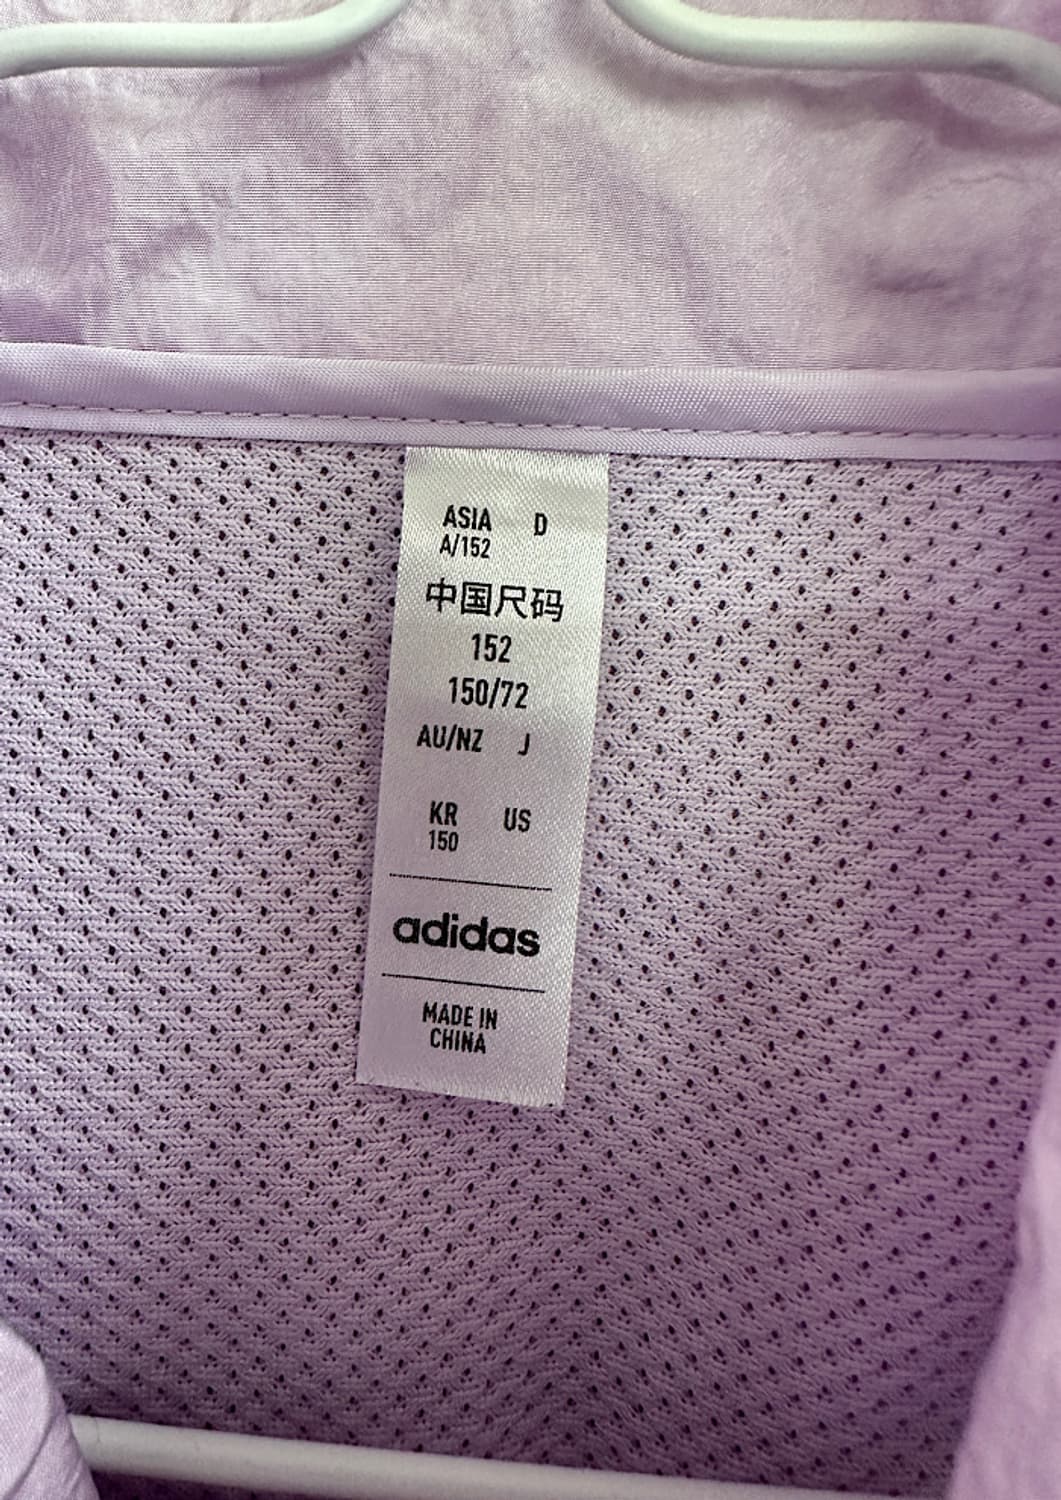 ASIA D
A/152
中国尺码
152
150/72
AU/NZ J
KR US
150
adidas
MADE IN
CHINA